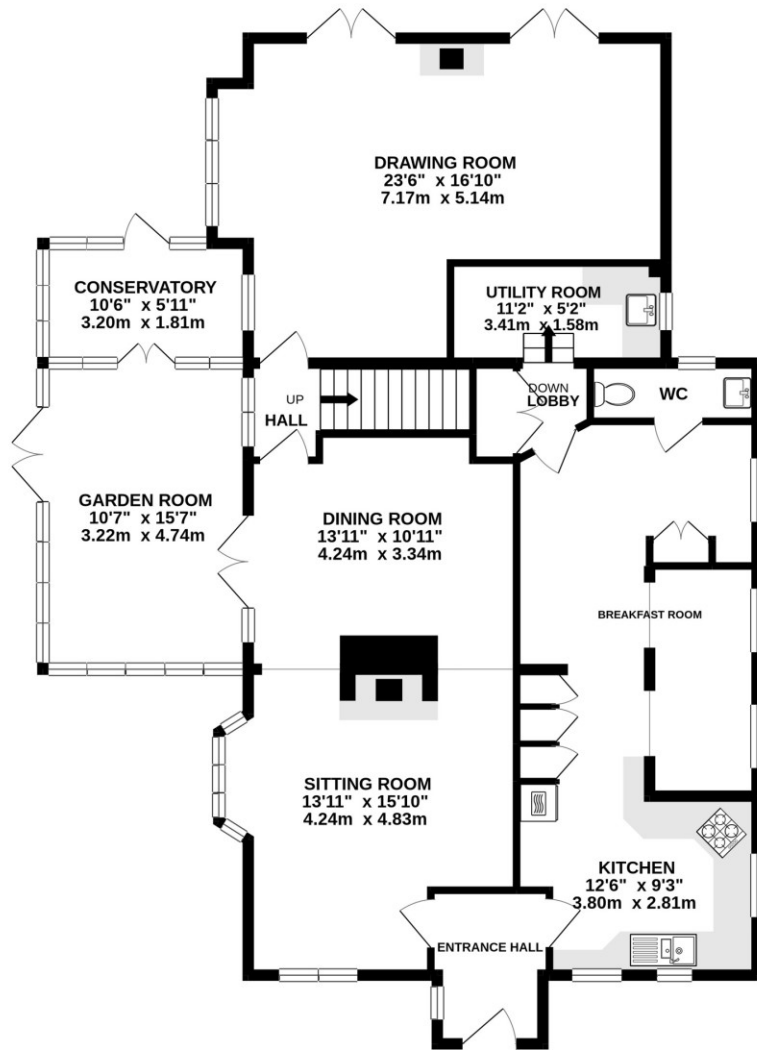 DRAWING ROOM
23'6" x 16'10"
7.17m x 5.14m
CONSERVATORY
10'6" x 5'11"
3.20m x 1.81m
UTILITY ROOM
11'2" x 5'2"
3.41m x 1.58m
UP
HALL
DOWN
LOBBY
WC
GARDEN ROOM
10'7" x 15'7"
3.22m x 4.74m
DINING ROOM
13'11" x 10'11"
4.24m x 3.34m
BREAKFAST ROOM
SITTING ROOM
13'11" x 15'10"
4.24m x 4.83m
KITCHEN
12'6" x 9'3"
3.80m x 2.81m
ENTRANCE HALL